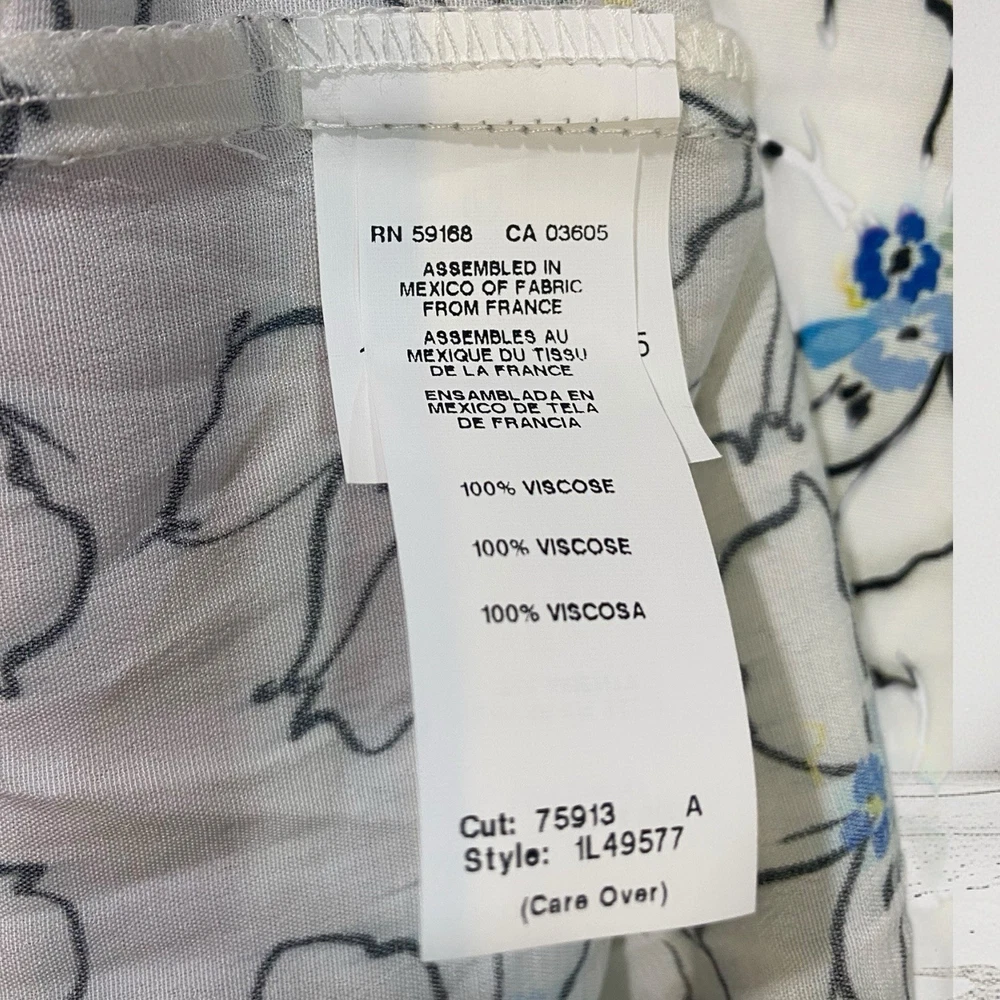 RN 59168 CA 03605
ASSEMBLED IN
MEXICO OF FABRIC
FROM FRANCE
ASSEMBLES AU
MEXIQUE DU TISSU
DE LA FRANCE
ENSAMBLADA EN
MEXICO DE TELA
DE FRANCIA
5
100% VISCOSE
100% VISCOSE
100% VISCOSA
Cut: 75913 A
Style: 1L49577
(Care Over)